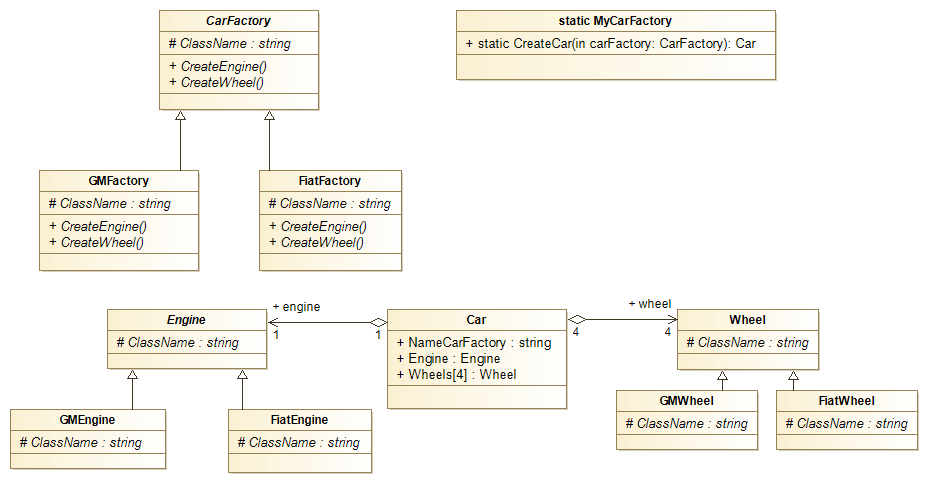 CarFactory
# ClassName : string
+ CreateEngine()
+ CreateWheel()
static MyCarFactory
+ static CreateCar(in carFactory: CarFactory): Car
GMFactory
# ClassName : string
+ CreateEngine()
+ CreateWheel()
FiatFactory
# ClassName : string
+ CreateEngine()
+ CreateWheel()
Engine
# ClassName : string
+ engine
1
1
Car
+ NameCarFactory : string
+ Engine : Engine
+ Wheels[4] : Wheel
+ wheel
4
4
Wheel
# ClassName : string
GMEngine
# ClassName : string
FiatEngine
# ClassName : string
GMWheel
# ClassName : string
FiatWheel
# ClassName : string